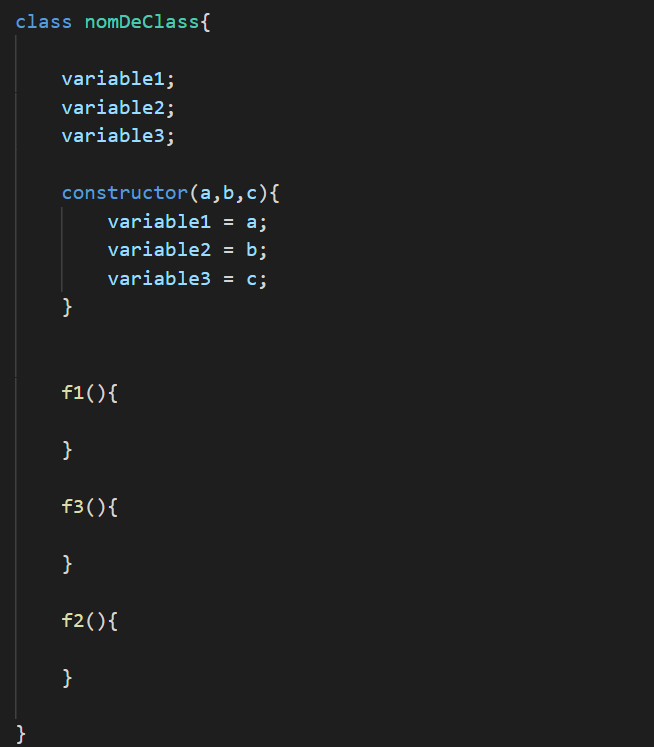 class nomDeClass{
variable1;
variable2;
variable3;
constructor(a,b,c){
variable1 = a;
variable2 = b;
variable3 = c;
}
f1(){
}
f3(){
}
f2(){
}
}